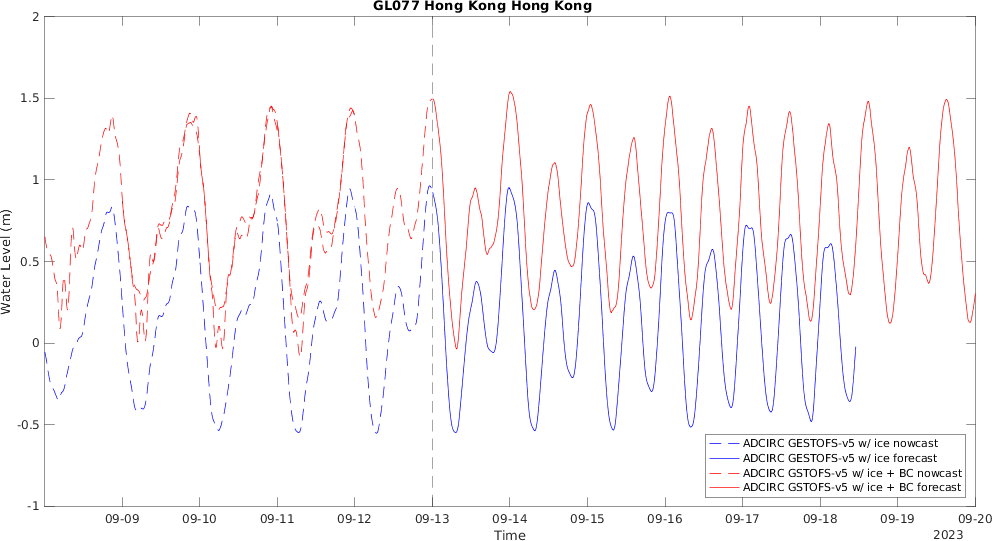 GL077 Hong Kong Hong Kong
2
1.5
1
0.5
0
-0.5
-1
Water Level (m)
09-09 09-10 09-11 09-12 09-13 09-14 09-15 09-16 09-17 09-18 09-19 09-20
Time
2023
ADCIRC GESTOFS-v5 w/ ice nowcast
ADCIRC GESTOFS-v5 w/ ice forecast
ADCIRC GSTOFS-v5 w/ ice + BC nowcast
ADCIRC GSTOFS-v5 w/ ice + BC forecast